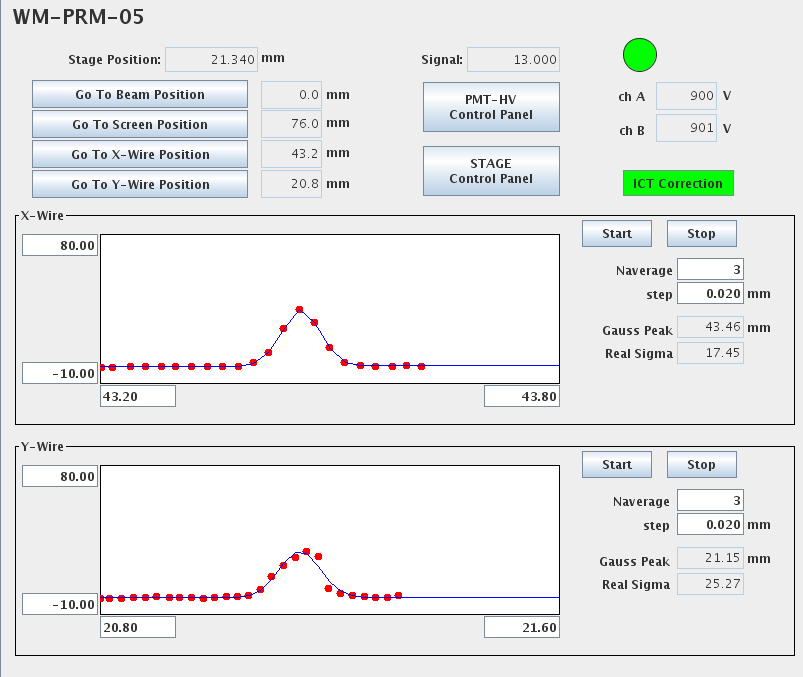 WM-PRM-05
Stage Position: 21.340 mm
Signal: 13.000
Go To Beam Position 0.0 mm
Go To Screen Position 76.0 mm
Go To X-Wire Position 43.2 mm
Go To Y-Wire Position 20.8 mm
PMT-HV
Control Panel
STAGE
Control Panel
ch A 900 V
ch B 901 V
ICT Correction
X-Wire
80.00
-10.00
43.20 43.80
Start Stop
Naverage 3
step 0.020 mm
Gauss Peak 43.46 mm
Real Sigma 17.45
Y-Wire
80.00
-10.00
20.80 21.60
Start Stop
Naverage 3
step 0.020 mm
Gauss Peak 21.15 mm
Real Sigma 25.27